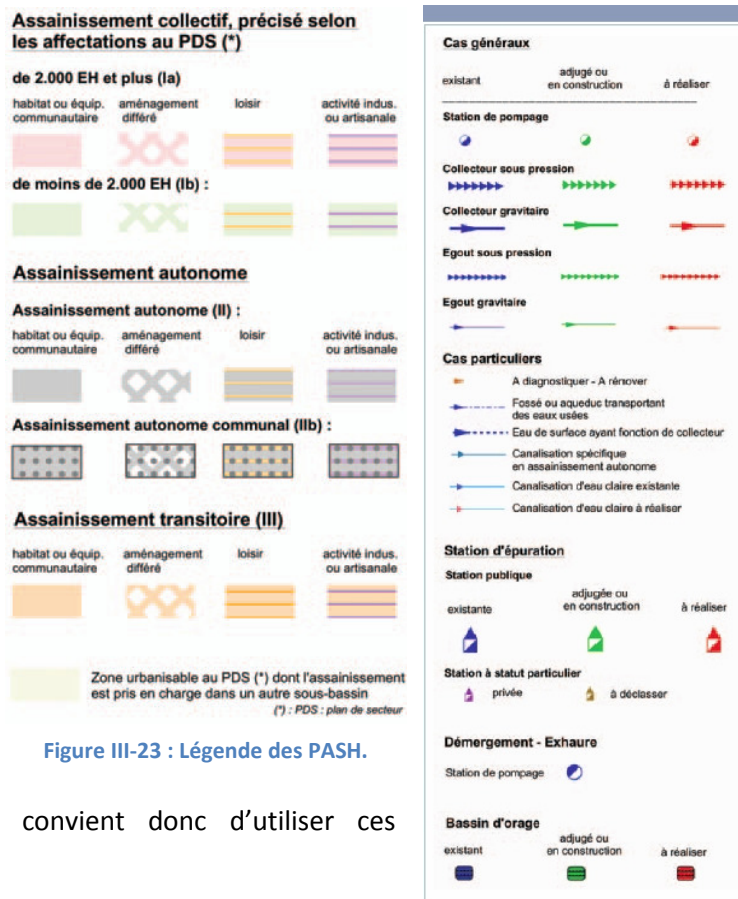 Assainissement collectif, précisé selon
les affectations au PDS (*)
de 2.000 EH et plus (Ia)
habitat ou équip. communautaire
aménagement différé
loisir
activité indus. ou artisanale
de moins de 2.000 EH (Ib) :
Assainissement autonome
Assainissement autonome (II) :
habitat ou équip. communautaire
aménagement différé
loisir
activité indus. ou artisanale
Assainissement autonome communal (IIb) :
Assainissement transitoire (III)
habitat ou équip. communautaire
aménagement différé
loisir
activité indus. ou artisanale
Zone urbanisable au PDS (*) dont l'assainissement
est pris en charge dans un autre sous-bassin
(*) : PDS : plan de secteur
Figure III-23 : Légende des PASH.
convient donc d'utiliser ces
Cas généraux
existant
adjugé ou
en construction
à réaliser
Station de pompage
Collecteur sous pression
Collecteur gravitaire
Egout sous pression
Egout gravitaire
Cas particuliers
A diagnostiquer - A rénover
Fossé ou aqueduc transportant
des eaux usées
Eau de surface ayant fonction de collecteur
Canalisation spécifique
en assainissement autonome
Canalisation d'eau claire existante
Canalisation d'eau claire à réaliser
Station d'épuration
Station publique
existante
adjugée ou
en construction
à réaliser
Station à statut particulier
privée
à déclasser
Démergement - Exhaure
Station de pompage
Bassin d'orage
existant
adjugé ou
en construction
à réaliser